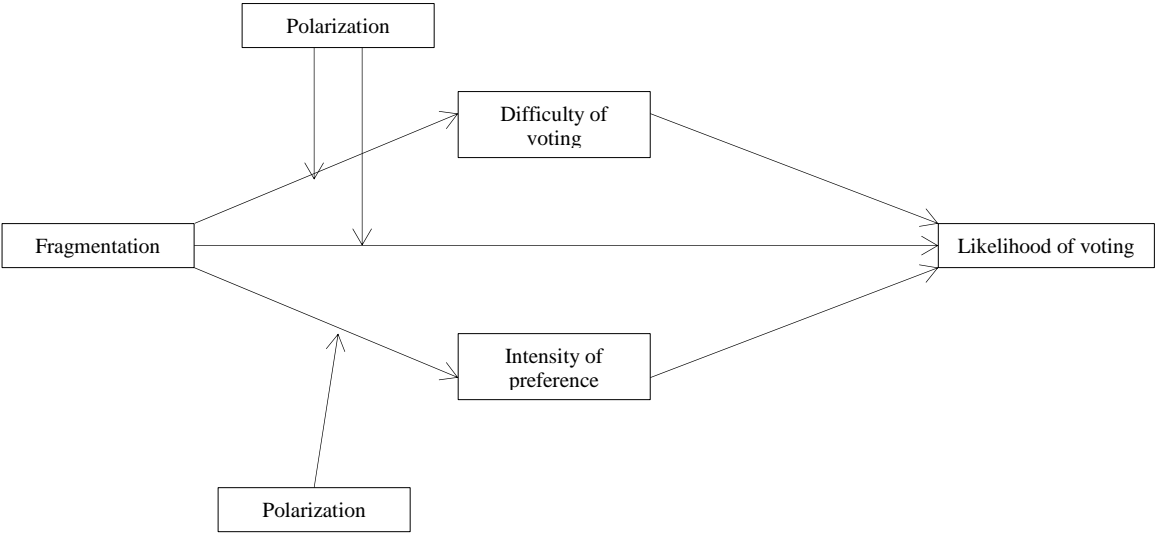 Polarization
Difficulty of
voting
Fragmentation
Likelihood of voting
Intensity of
preference
Polarization